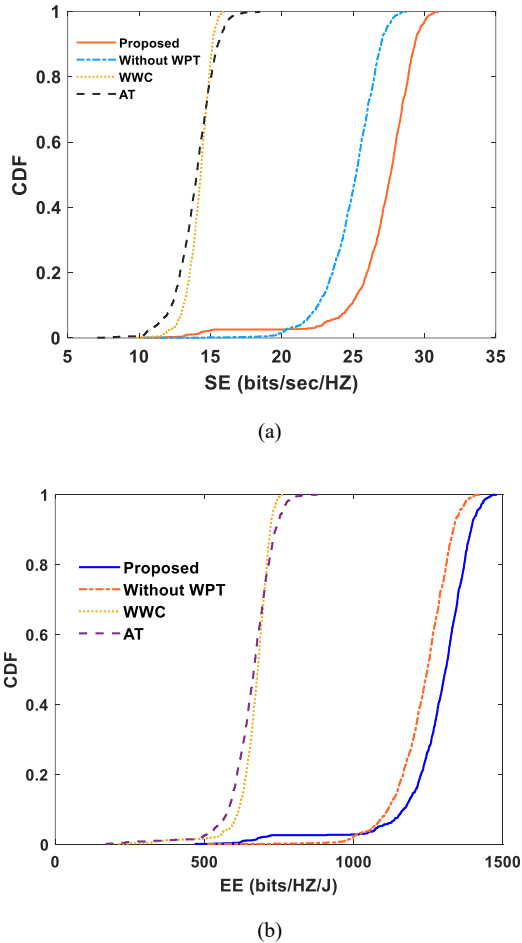 1
0.8
0.6
0.4
0.2
0
CDF
Proposed
Without WPT
WWC
AT
5 10 15 20 25 30 35
SE (bits/sec/HZ)
(a)
1
0.8
0.6
0.4
0.2
0
CDF
Proposed
Without WPT
WWC
AT
0 500 1000 1500
EE (bits/HZ/J)
(b)